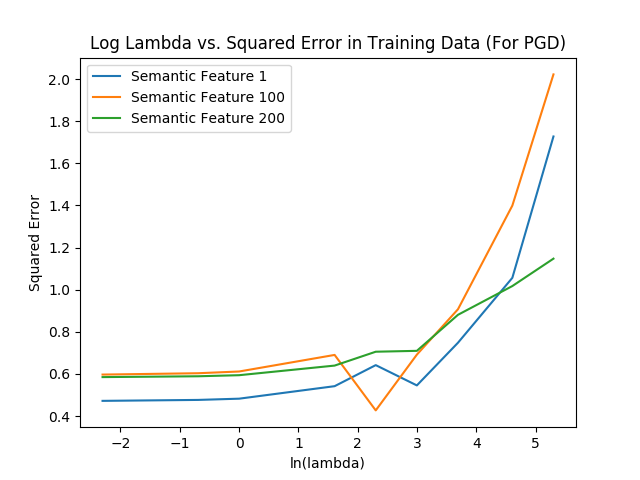 Log Lambda vs. Squared Error in Training Data (For PGD)
Semantic Feature 1
Semantic Feature 100
Semantic Feature 200
Squared Error
2.0
1.8
1.6
1.4
1.2
1.0
0.8
0.6
0.4
−2
−1
0
1
2
3
4
5
ln(lambda)